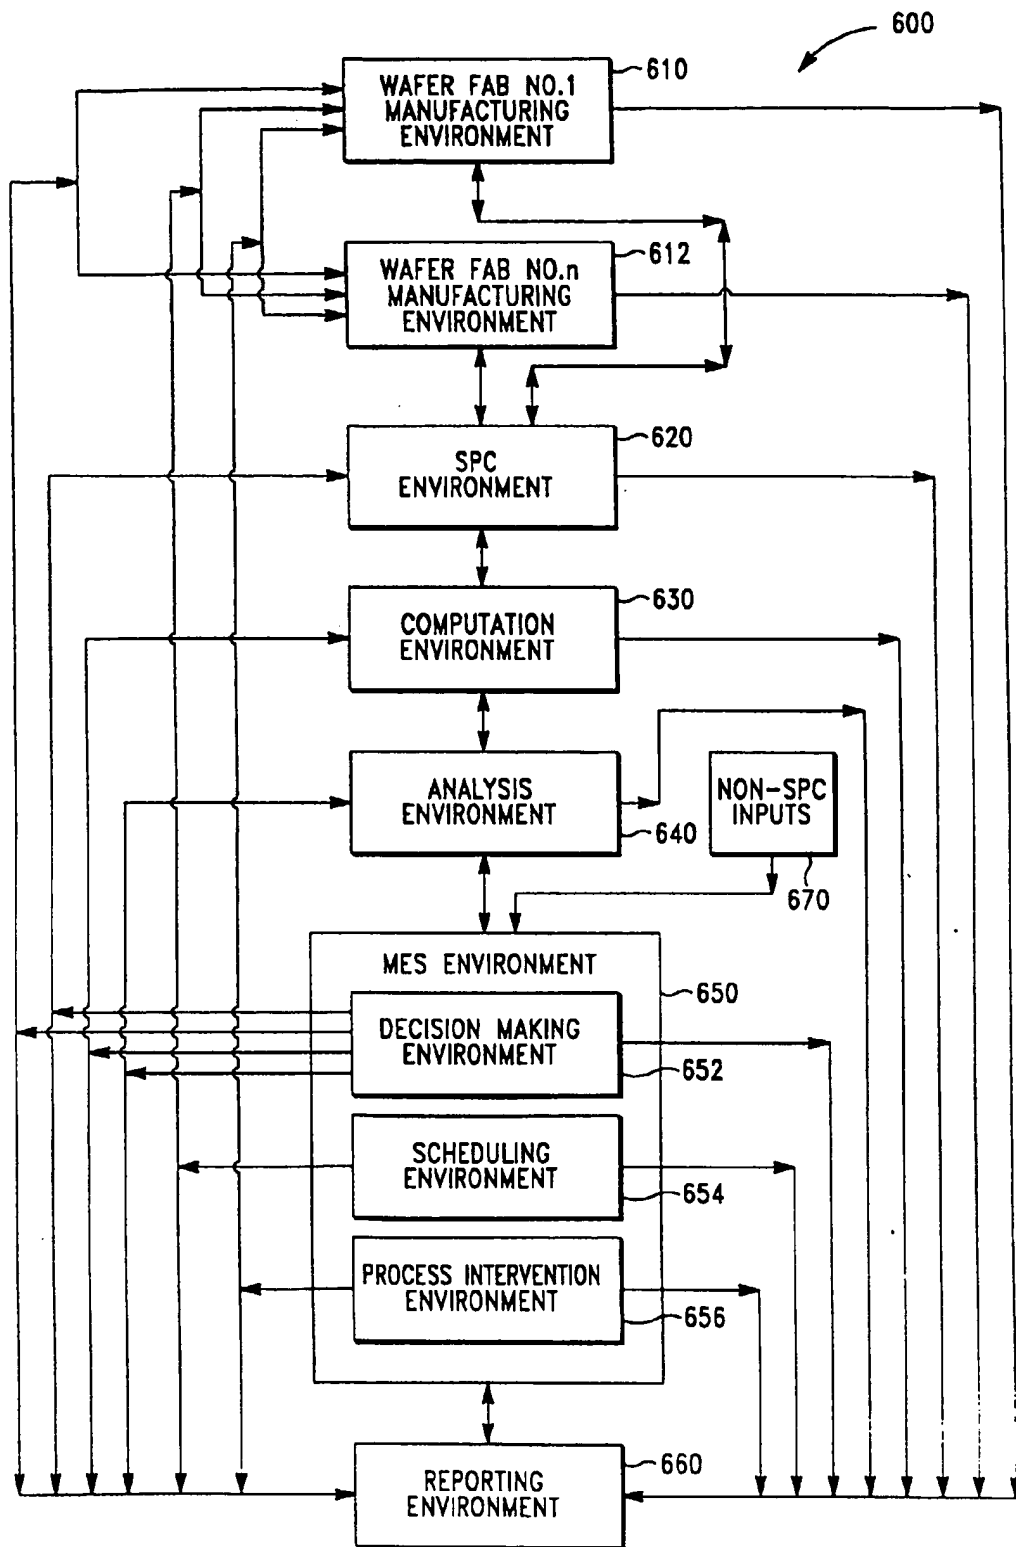 600
WAFER FAB NO.1
MANUFACTURING
ENVIRONMENT
610
WAFER FAB NO.n
MANUFACTURING
ENVIRONMENT
612
SPC
ENVIRONMENT
620
COMPUTATION
ENVIRONMENT
630
ANALYSIS
ENVIRONMENT
640
NON-SPC
INPUTS
670
MES ENVIRONMENT
650
DECISION MAKING
ENVIRONMENT
652
SCHEDULING
ENVIRONMENT
654
PROCESS INTERVENTION
ENVIRONMENT
656
REPORTING
ENVIRONMENT
660